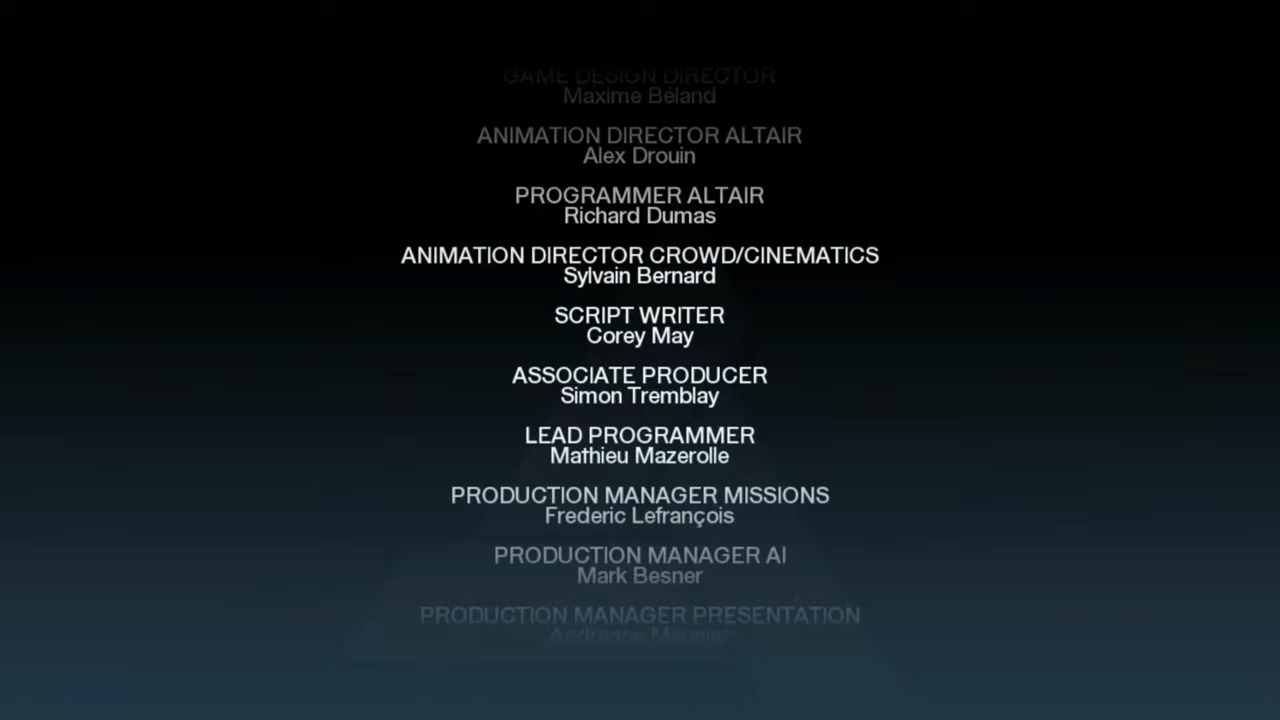 GAME DESIGN DIRECTOR
Maxime Béland
ANIMATION DIRECTOR ALTAIR
Alex Drouin
PROGRAMMER ALTAIR
Richard Dumas
ANIMATION DIRECTOR CROWD/CINEMATICS
Sylvain Bernard
SCRIPT WRITER
Corey May
ASSOCIATE PRODUCER
Simon Tremblay
LEAD PROGRAMMER
Mathieu Mazerolle
PRODUCTION MANAGER MISSIONS
Frederic Lefrançois
PRODUCTION MANAGER AI
Mark Besner
PRODUCTION MANAGER PRESENTATION